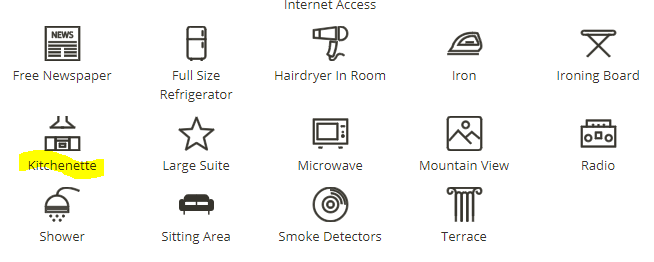 Internet Access
NEWS
Free Newspaper
Full Size
Refrigerator
Hairdryer In Room
Iron
Ironing Board
Kitchenette
Large Suite
Microwave
Mountain View
Radio
Shower
Sitting Area
Smoke Detectors
Terrace